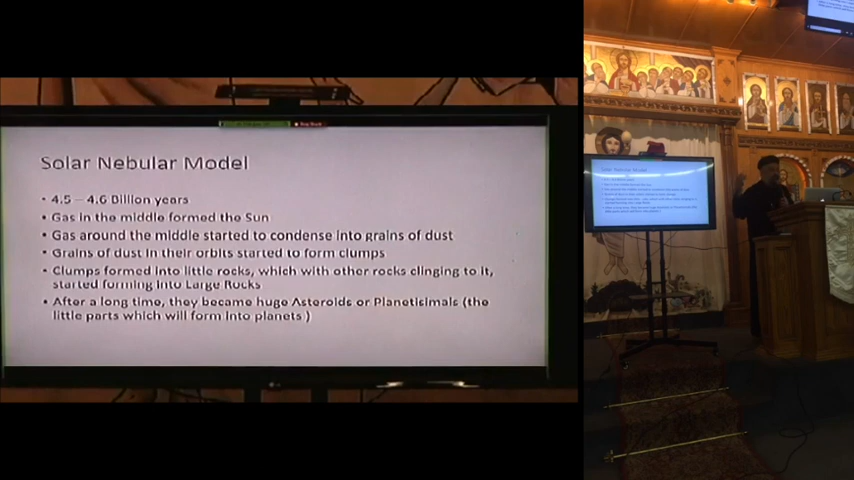 Solar Nebular Model
• 4.5 – 4.6 Billion years
• Gas in the middle formed the Sun
• Gas around the middle started to condense into grains of dust
• Grains of dust in their orbits started to form clumps
• Clumps formed into little rocks, which with other rocks clinging to it,
started forming into Large Rocks
• After a long time, they became huge Asteroids or Planetisimals (the
little parts which will form into planets )